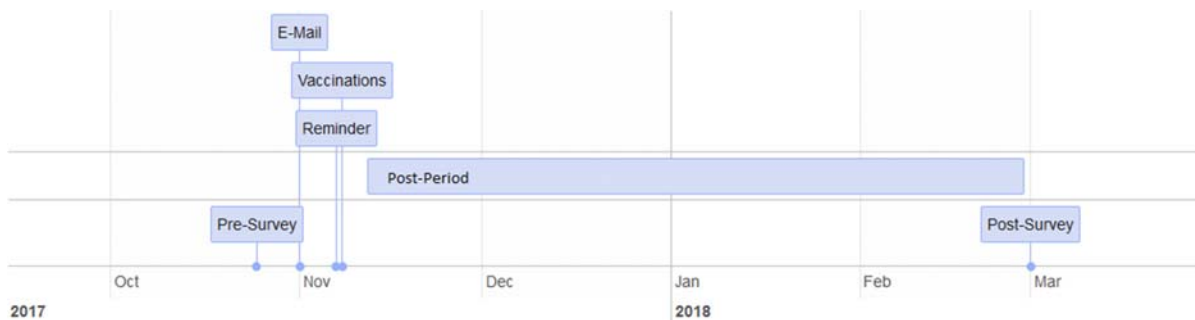 E-Mail
Vaccinations
Reminder
Post-Period
Pre-Survey
Post-Survey
Oct
Nov
Dec
Jan
Feb
Mar
2017
2018